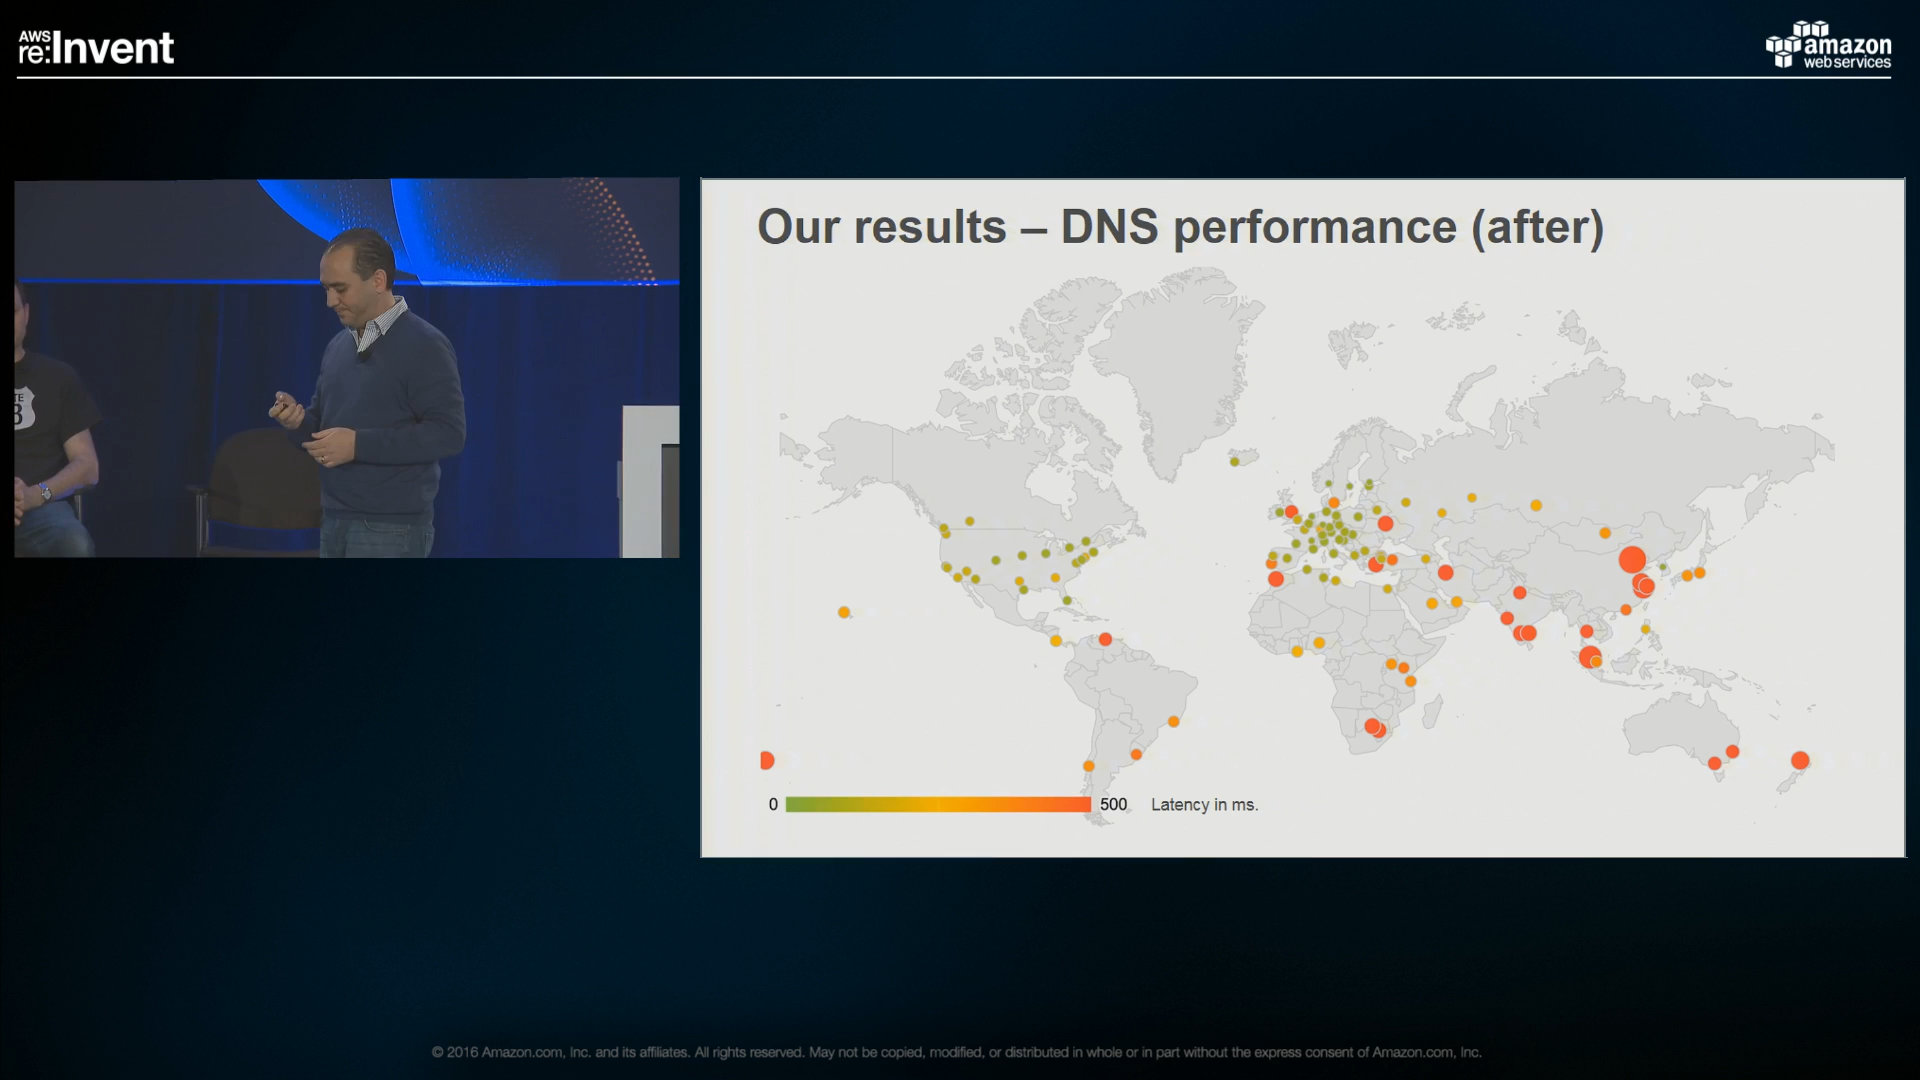 AWS
re:Invent
amazon
web services
TE
3
Our results – DNS performance (after)
0
500
Latency in ms.
© 2016 Amazon.com, Inc. and its affiliates. All rights reserved. May not be copied, modified, or distributed in whole or in part without the express consent of Amazon.com, Inc.